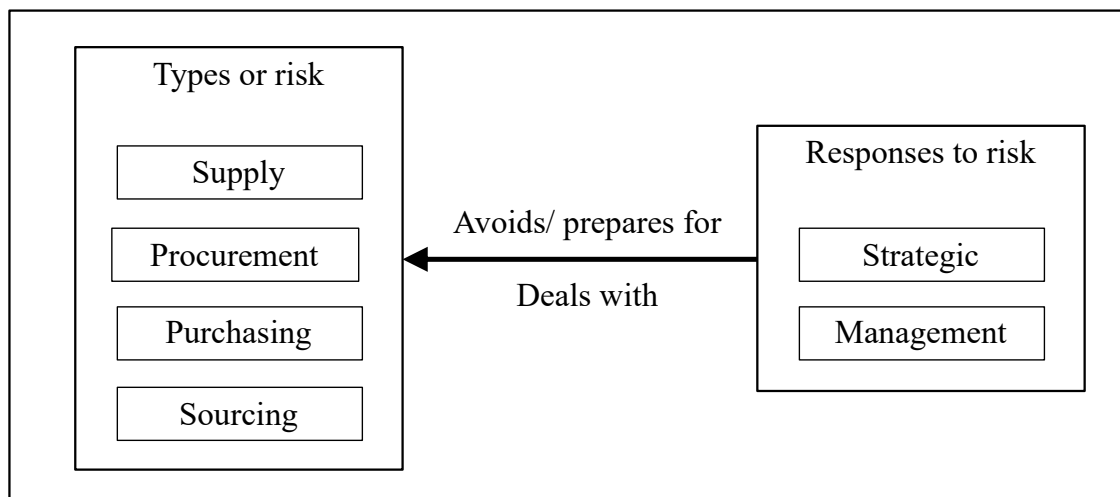 Types or risk
Supply
Procurement
Purchasing
Sourcing
Avoids/ prepares for
Deals with
Responses to risk
Strategic
Management